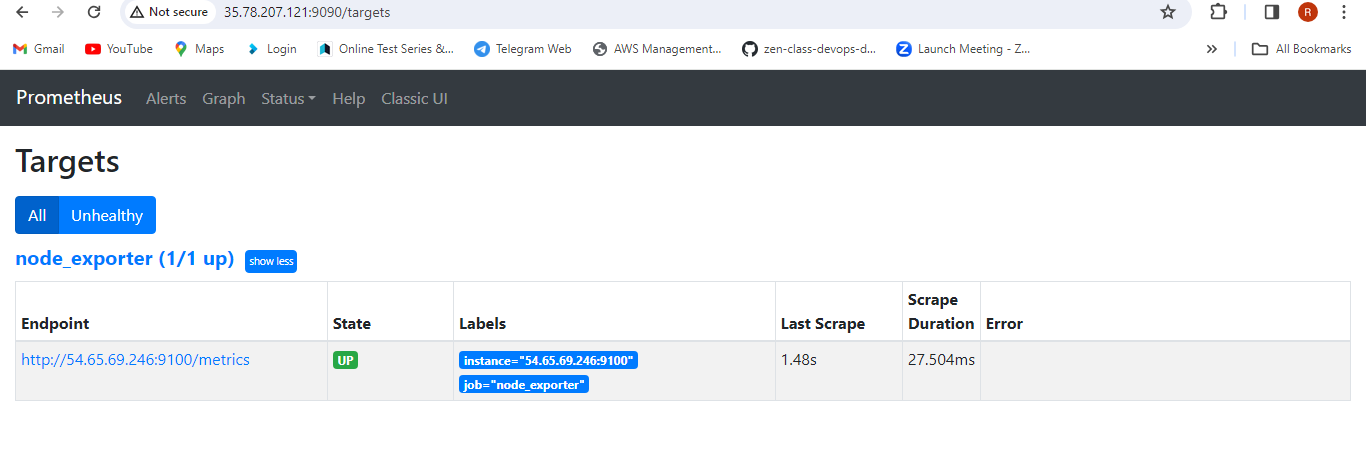 Not secure 35.78.207.121:9090/targets R
Gmail YouTube Maps Login Online Test Series &... Telegram Web AWS Management... zen-class-devops-d... Launch Meeting - Z... » All Bookmarks
Prometheus Alerts Graph Status Help Classic UI
Targets
All Unhealthy
node_exporter (1/1 up) show less
Endpoint State Labels Last Scrape Scrape Duration Error
http://54.65.69.246:9100/metrics UP instance="54.65.69.246:9100" 1.48s 27.504ms
job="node_exporter"